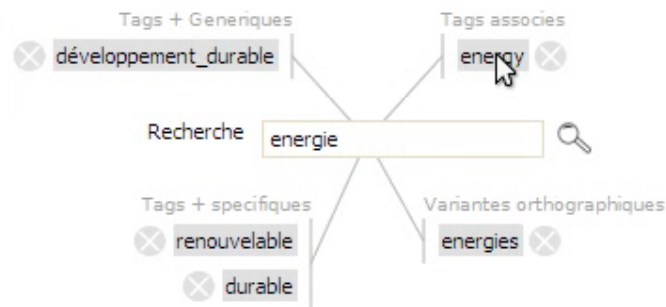 Tags + Generiques
Tags associes
développement_durable
energy
Recherche
energie
Tags + specifiques
Variantes orthographiques
renouvelable
energies
durable